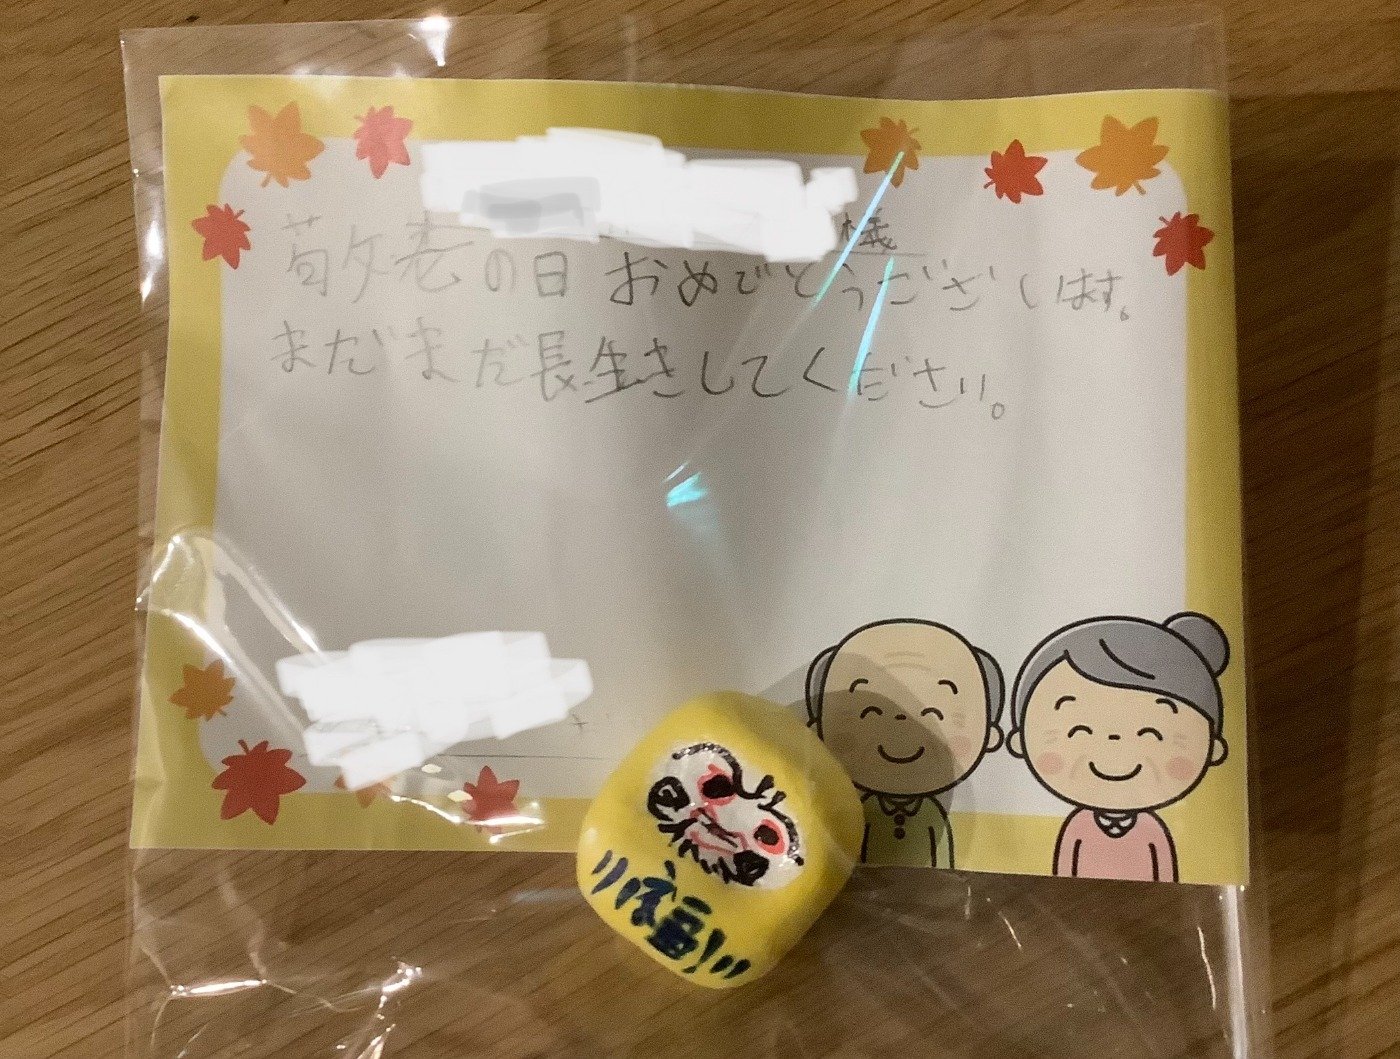 様
敬老の日 おめでとうございます。
まだまだ長生きしてください。
福